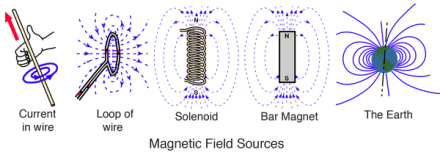 N
S
N
S
Current
in wire
Loop of
wire
Solenoid
Bar Magnet
The Earth
Magnetic Field Sources